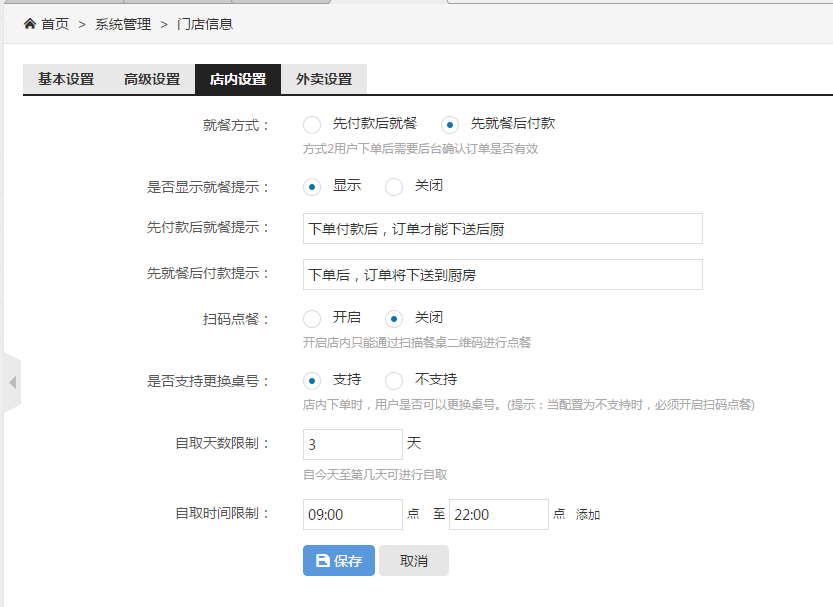 首页 > 系统管理 > 门店信息
基本设置 高级设置 店内设置 外卖设置
就餐方式： 先付款后就餐 先就餐后付款
方式2用户下单后需要后台确认订单是否有效
是否显示就餐提示： 显示 关闭
先付款后就餐提示： 下单付款后，订单才能下送后厨
先就餐后付款提示： 下单后，订单将下送到厨房
扫码点餐： 开启 关闭
开启店内只能通过扫描餐桌二维码进行点餐
是否支持更换桌号： 支持 不支持
店内下单时，用户是否可以更换桌号。(提示：当配置为不支持时，必须开启扫码点餐)
自取天数限制： 3 天
自今天至第几天可进行自取
自取时间限制： 09:00 点 至 22:00 点 添加
保存 取消